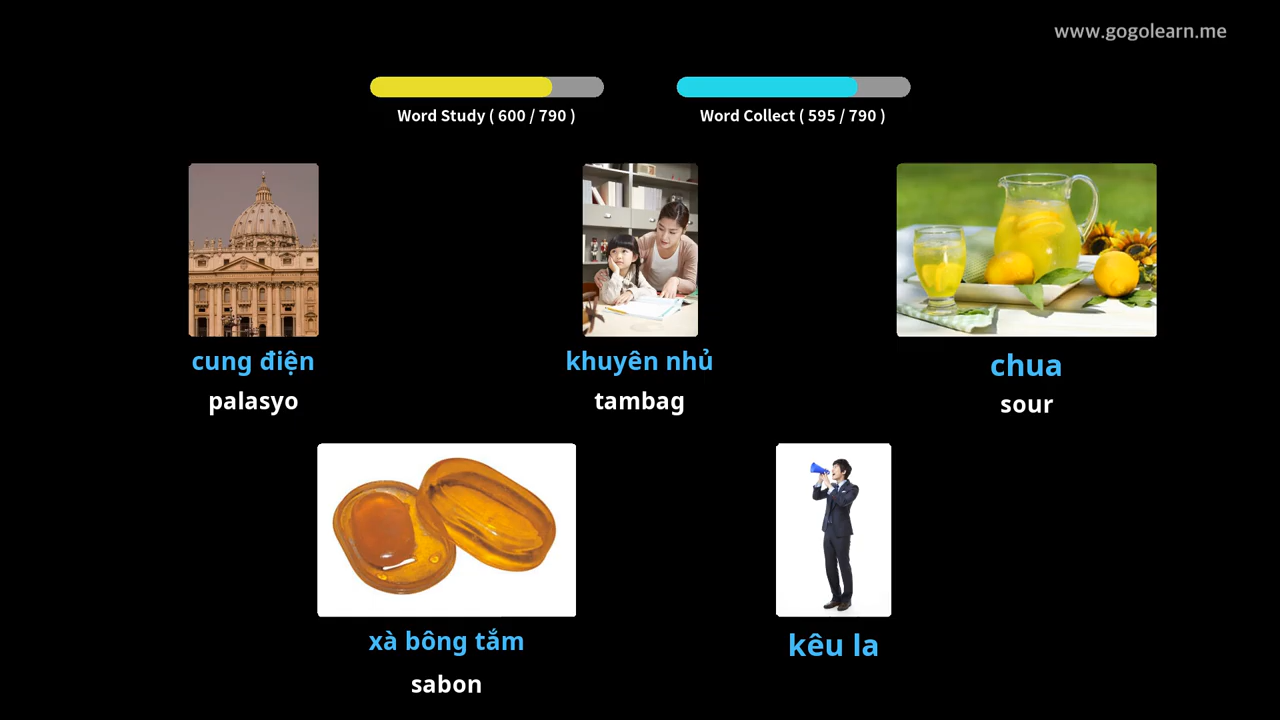 www.gogolearn.me
Word Study ( 600 / 790 )
Word Collect ( 595 / 790 )
cung điện
palasyo
khuyên nhủ
tambag
chua
sour
xà bông tắm
sabon
kêu la